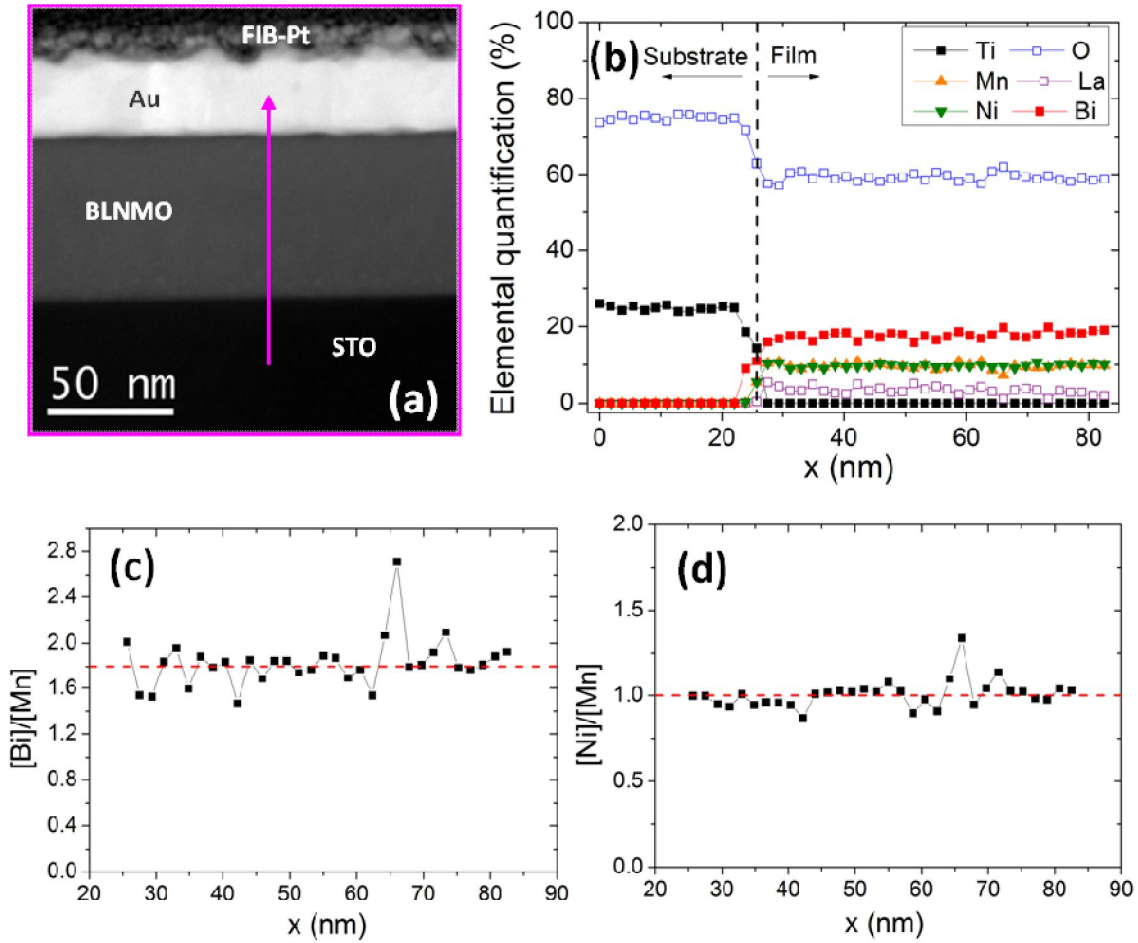 FIB-Pt
Au
BLNMO
STO
50 nm
(a)
(b)
Substrate
Film
Ti
O
Mn
La
Ni
Bi
Elemental quantification (%)
100
80
60
40
20
0
0
20
40
60
80
x (nm)
(c)
[Bi]/[Mn]
2.8
2.4
2.0
1.6
1.2
0.8
0.4
0.0
20
30
40
50
60
70
80
90
x (nm)
(d)
[Ni]/[Mn]
2.0
1.5
1.0
0.5
0.0
20
30
40
50
60
70
80
90
x (nm)